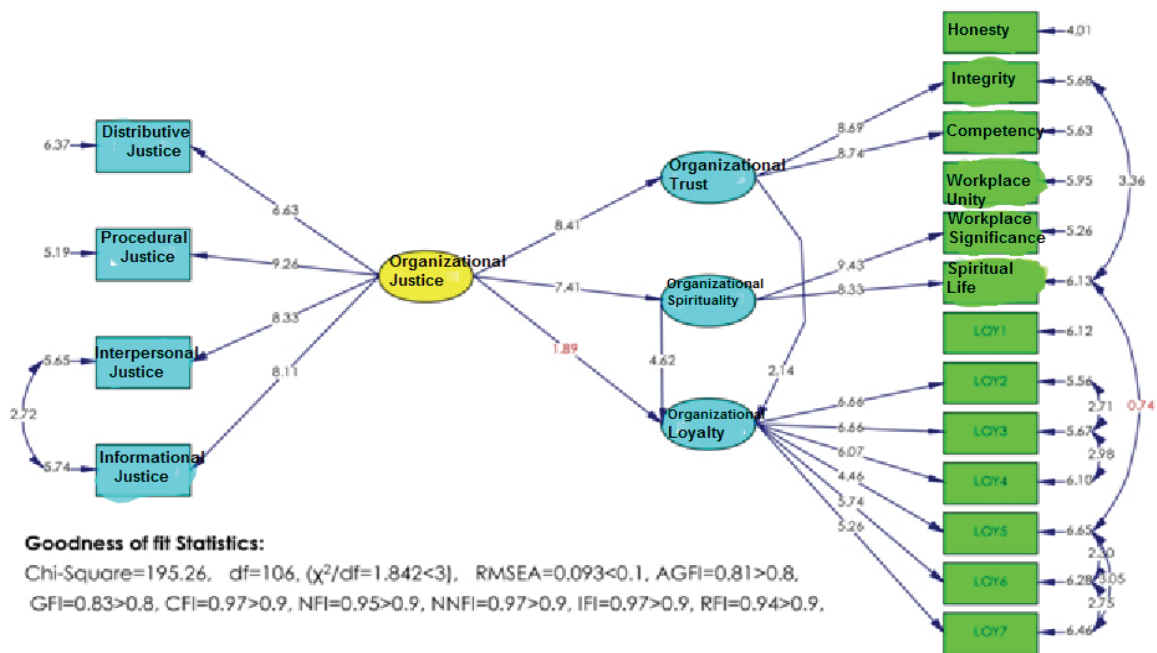 Honesty
4.01
Integrity
5.68
8.69
Distributive
Justice
6.37
Competency
5.63
8.74
Organizational
Trust
3.36
Workplace
Unity
5.95
6.63
Workplace
Significance
5.26
8.41
Procedural
Justice
5.19
9.26
Organizational
Justice
9.43
Spiritual
Life
6.13
8.33
7.41
Organizational
Spirituality
8.33
LOY1
6.12
1.89
4.62
Interpersonal
Justice
5.65
2.14
8.11
LOY2
5.56
6.66
2.71
0.74
2.72
Organizational
Loyalty
6.66
LOY3
5.67
2.98
6.07
Informational
Justice
5.74
4.46
LOY4
6.10
5.74
5.26
LOY5
6.65
LOY6
6.28
3.05
2.75
LOY7
6.46
Goodness of fit Statistics:
Chi-Square=195.26, df=106, (χ²/df=1.842<3), RMSEA=0.093<0.1, AGFI=0.81>0.8,
GFI=0.83>0.8, CFI=0.97>0.9, NFI=0.95>0.9, NNFI=0.97>0.9, IFI=0.97>0.9, RFI=0.94>0.9,